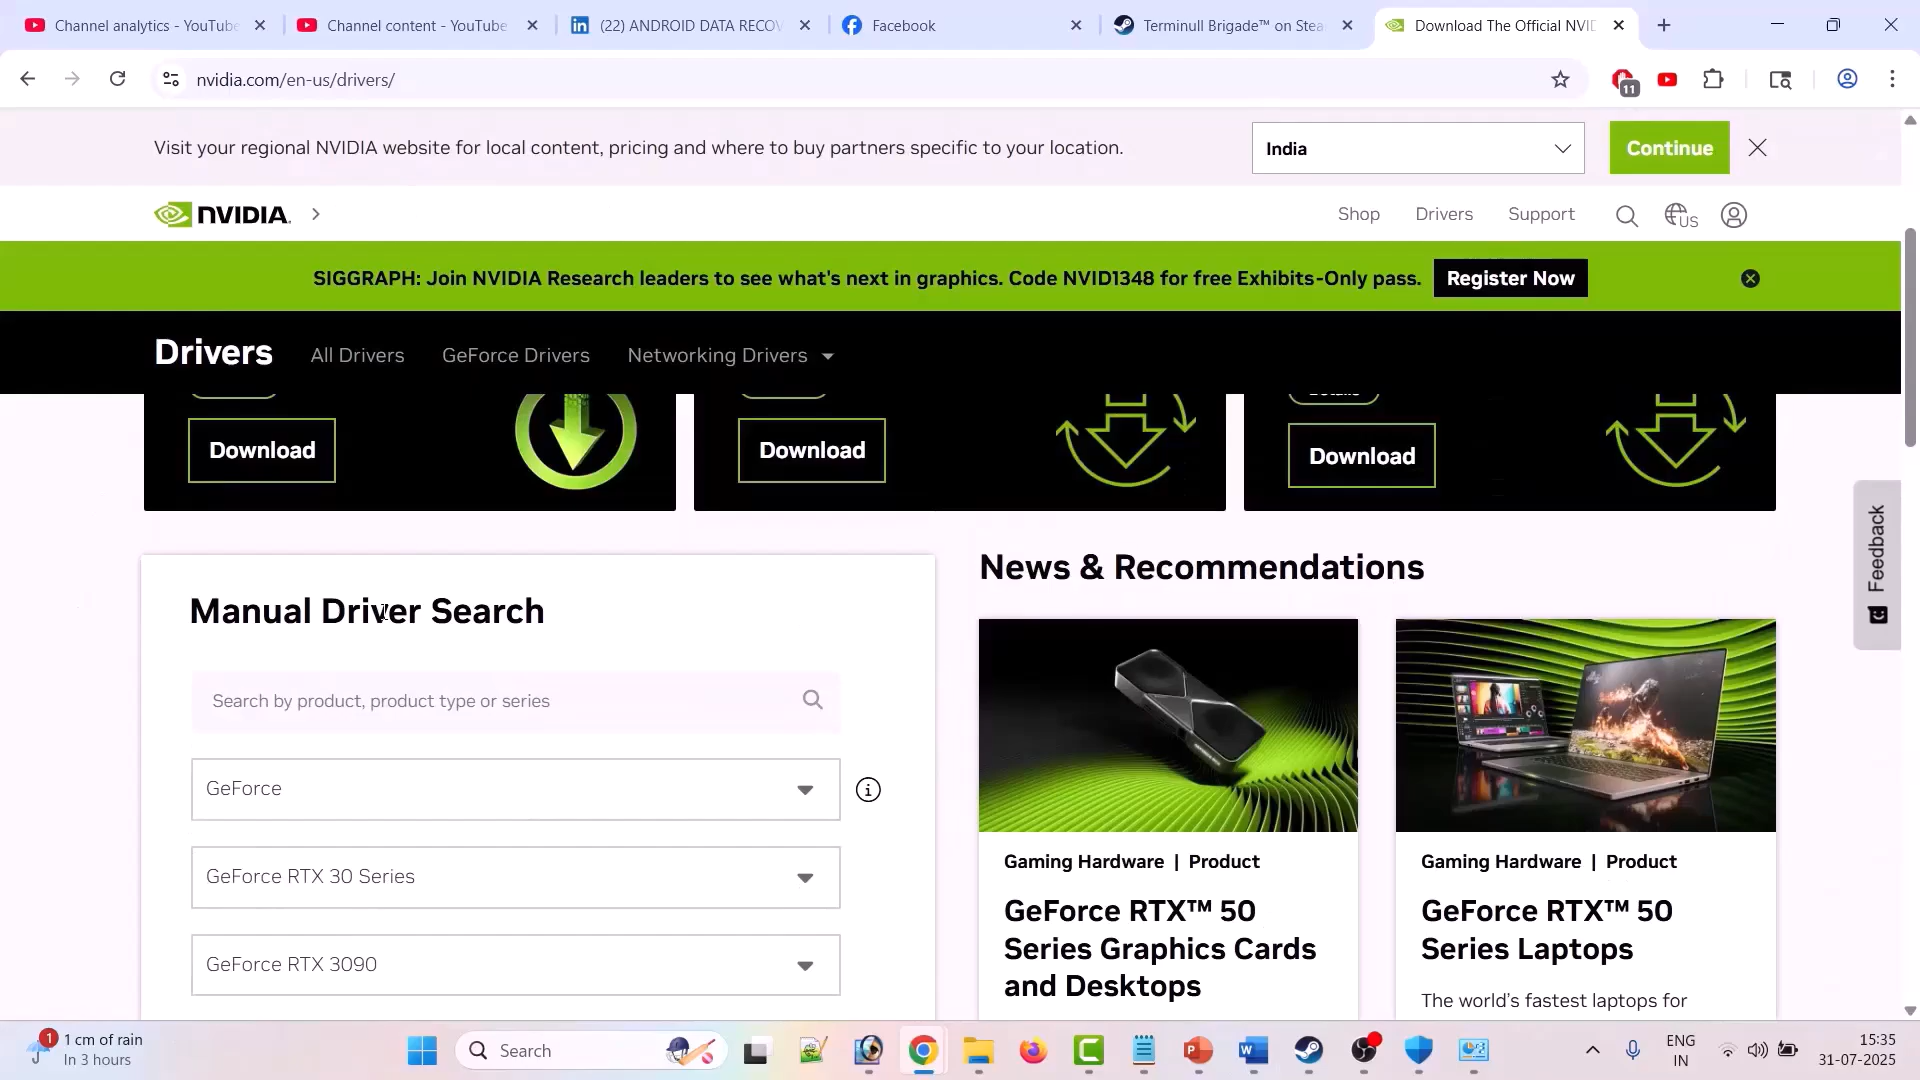 Channel analytics - YouTube
Channel content - YouTube
(22) ANDROID DATA RECOV
Facebook
Terminull Brigade™ on Stea
Download The Official NVID
nvidia.com/en-us/drivers/
11
Visit your regional NVIDIA website for local content, pricing and where to buy partners specific to your location.
India
Continue
NVIDIA.
Shop
Drivers
Support
US
SIGGRAPH: Join NVIDIA Research leaders to see what's next in graphics. Code NVID1348 for free Exhibits-Only pass.
Register Now
Drivers
All Drivers
GeForce Drivers
Networking Drivers
Download
Download
Download
Feedback
Manual Driver Search
Search by product, product type or series
GeForce
GeForce RTX 30 Series
GeForce RTX 3090
News & Recommendations
Gaming Hardware | Product
GeForce RTX™ 50
Series Graphics Cards
and Desktops
Gaming Hardware | Product
GeForce RTX™ 50
Series Laptops
The world's fastest laptops for
1
1 cm of rain
In 3 hours
Search
ENG
IN
15:35
31-07-2025